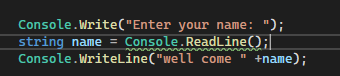 Console.Write("Enter your name: ");
string name = Console.ReadLine();
Console.WriteLine("well come " +name);